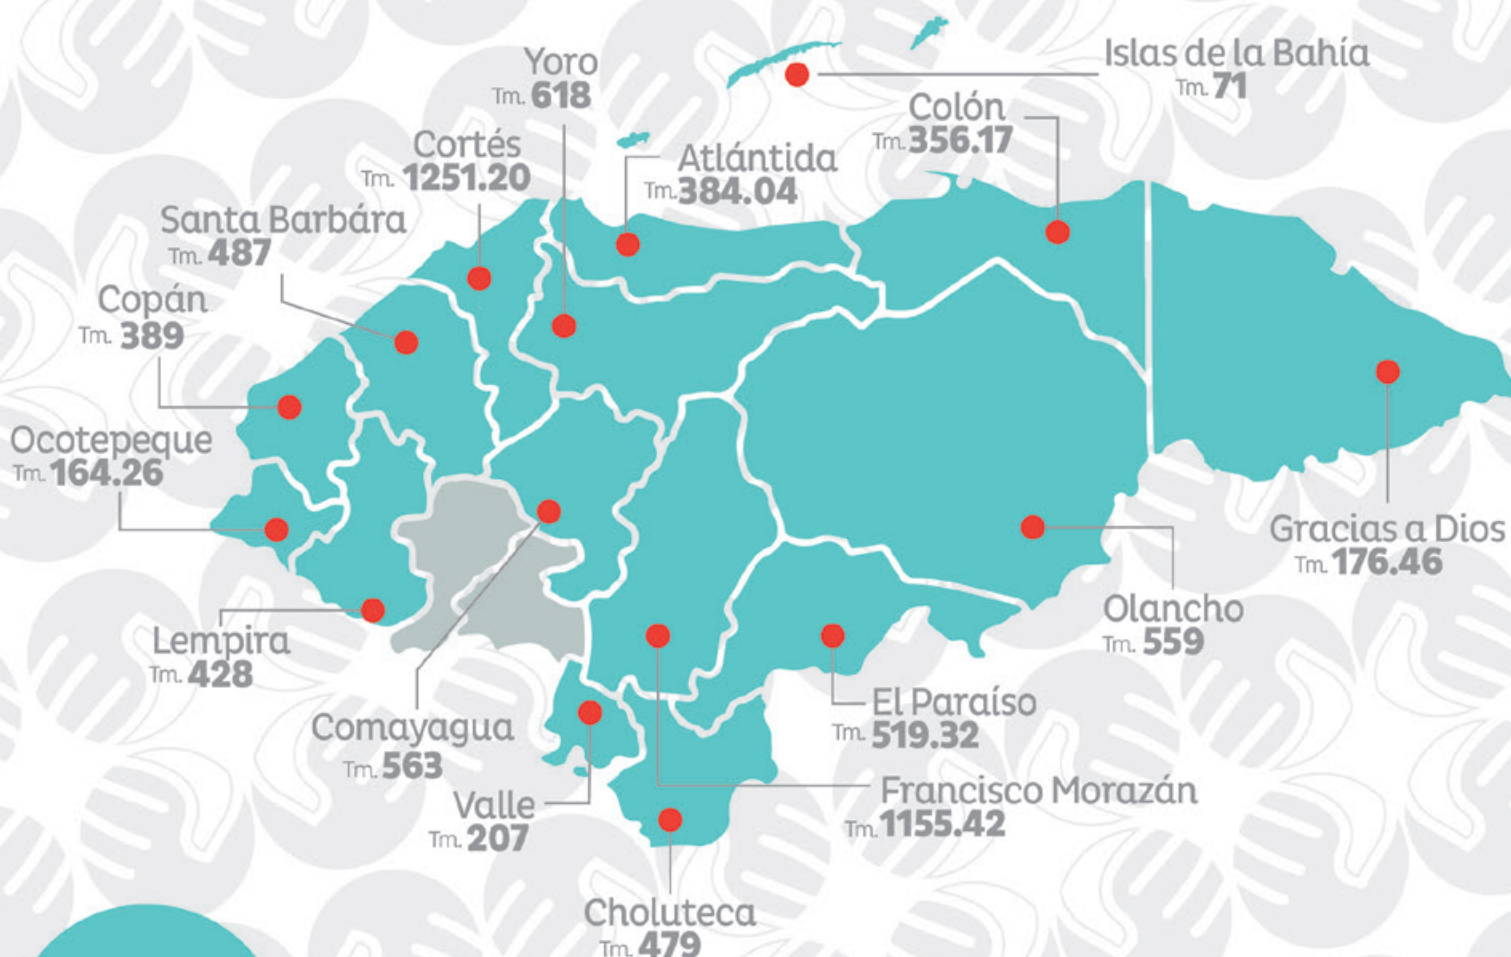 Yoro
Tm. 618
Islas de la Bahía
Tm. 71
Colón
Tm. 356.17
Cortés
Tm. 1251.20
Atlántida
Tm. 384.04
Santa Barbára
Tm. 487
Copán
Tm. 389
Ocotepeque
Tm. 164.26
Gracias a Dios
Tm. 176.46
Olancho
Tm. 559
Lempira
Tm. 428
El Paraíso
Tm. 519.32
Comayagua
Tm. 563
Francisco Morazán
Tm. 1155.42
Valle
Tm. 207
Choluteca
Tm. 479